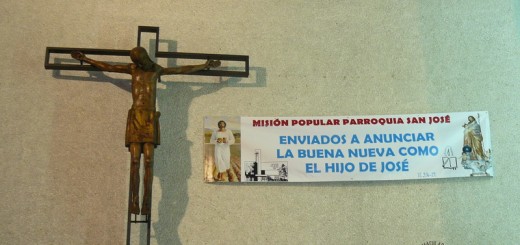 MISIÓN POPULAR PARROQUIA SAN JOSÉ
ENVIADOS A ANUNCIAR
LA BUENA NUEVA COMO
EL HIJO DE JOSÉ